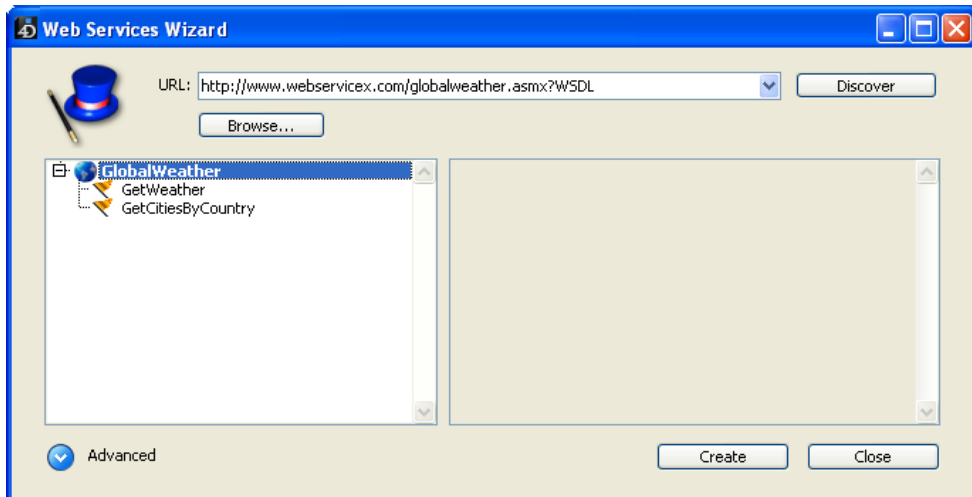 4D Web Services Wizard
URL: http://www.webservicex.com/globalweather.asmx?WSDL Discover
Browse...
GlobalWeather
GetWeather
GetCitiesByCountry
Advanced Create Close